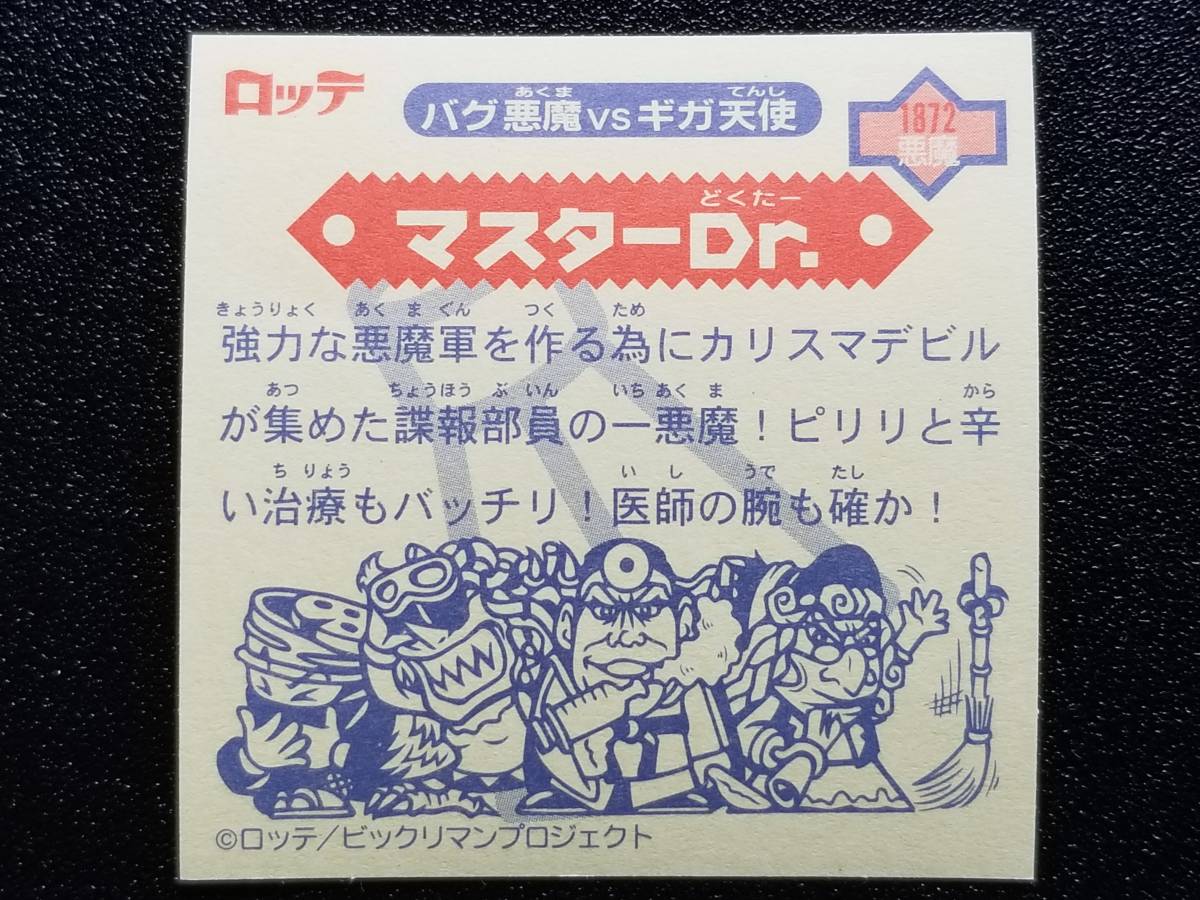 ロッテ
あくま てんし
バグ悪魔vsギガ天使
1872
悪魔
どくたー
マスターDr.
きょうりょく あくまぐん つく ため
強力な悪魔軍を作る為にカリスマデビル
あつ ちょうほうぶいん いちあくま から
が集めた諜報部員の一悪魔！ピリリと辛
ちりょう いし うで たし
い治療もバッチリ！医師の腕も確か！
©ロッテ/ビックリマンプロジェクト